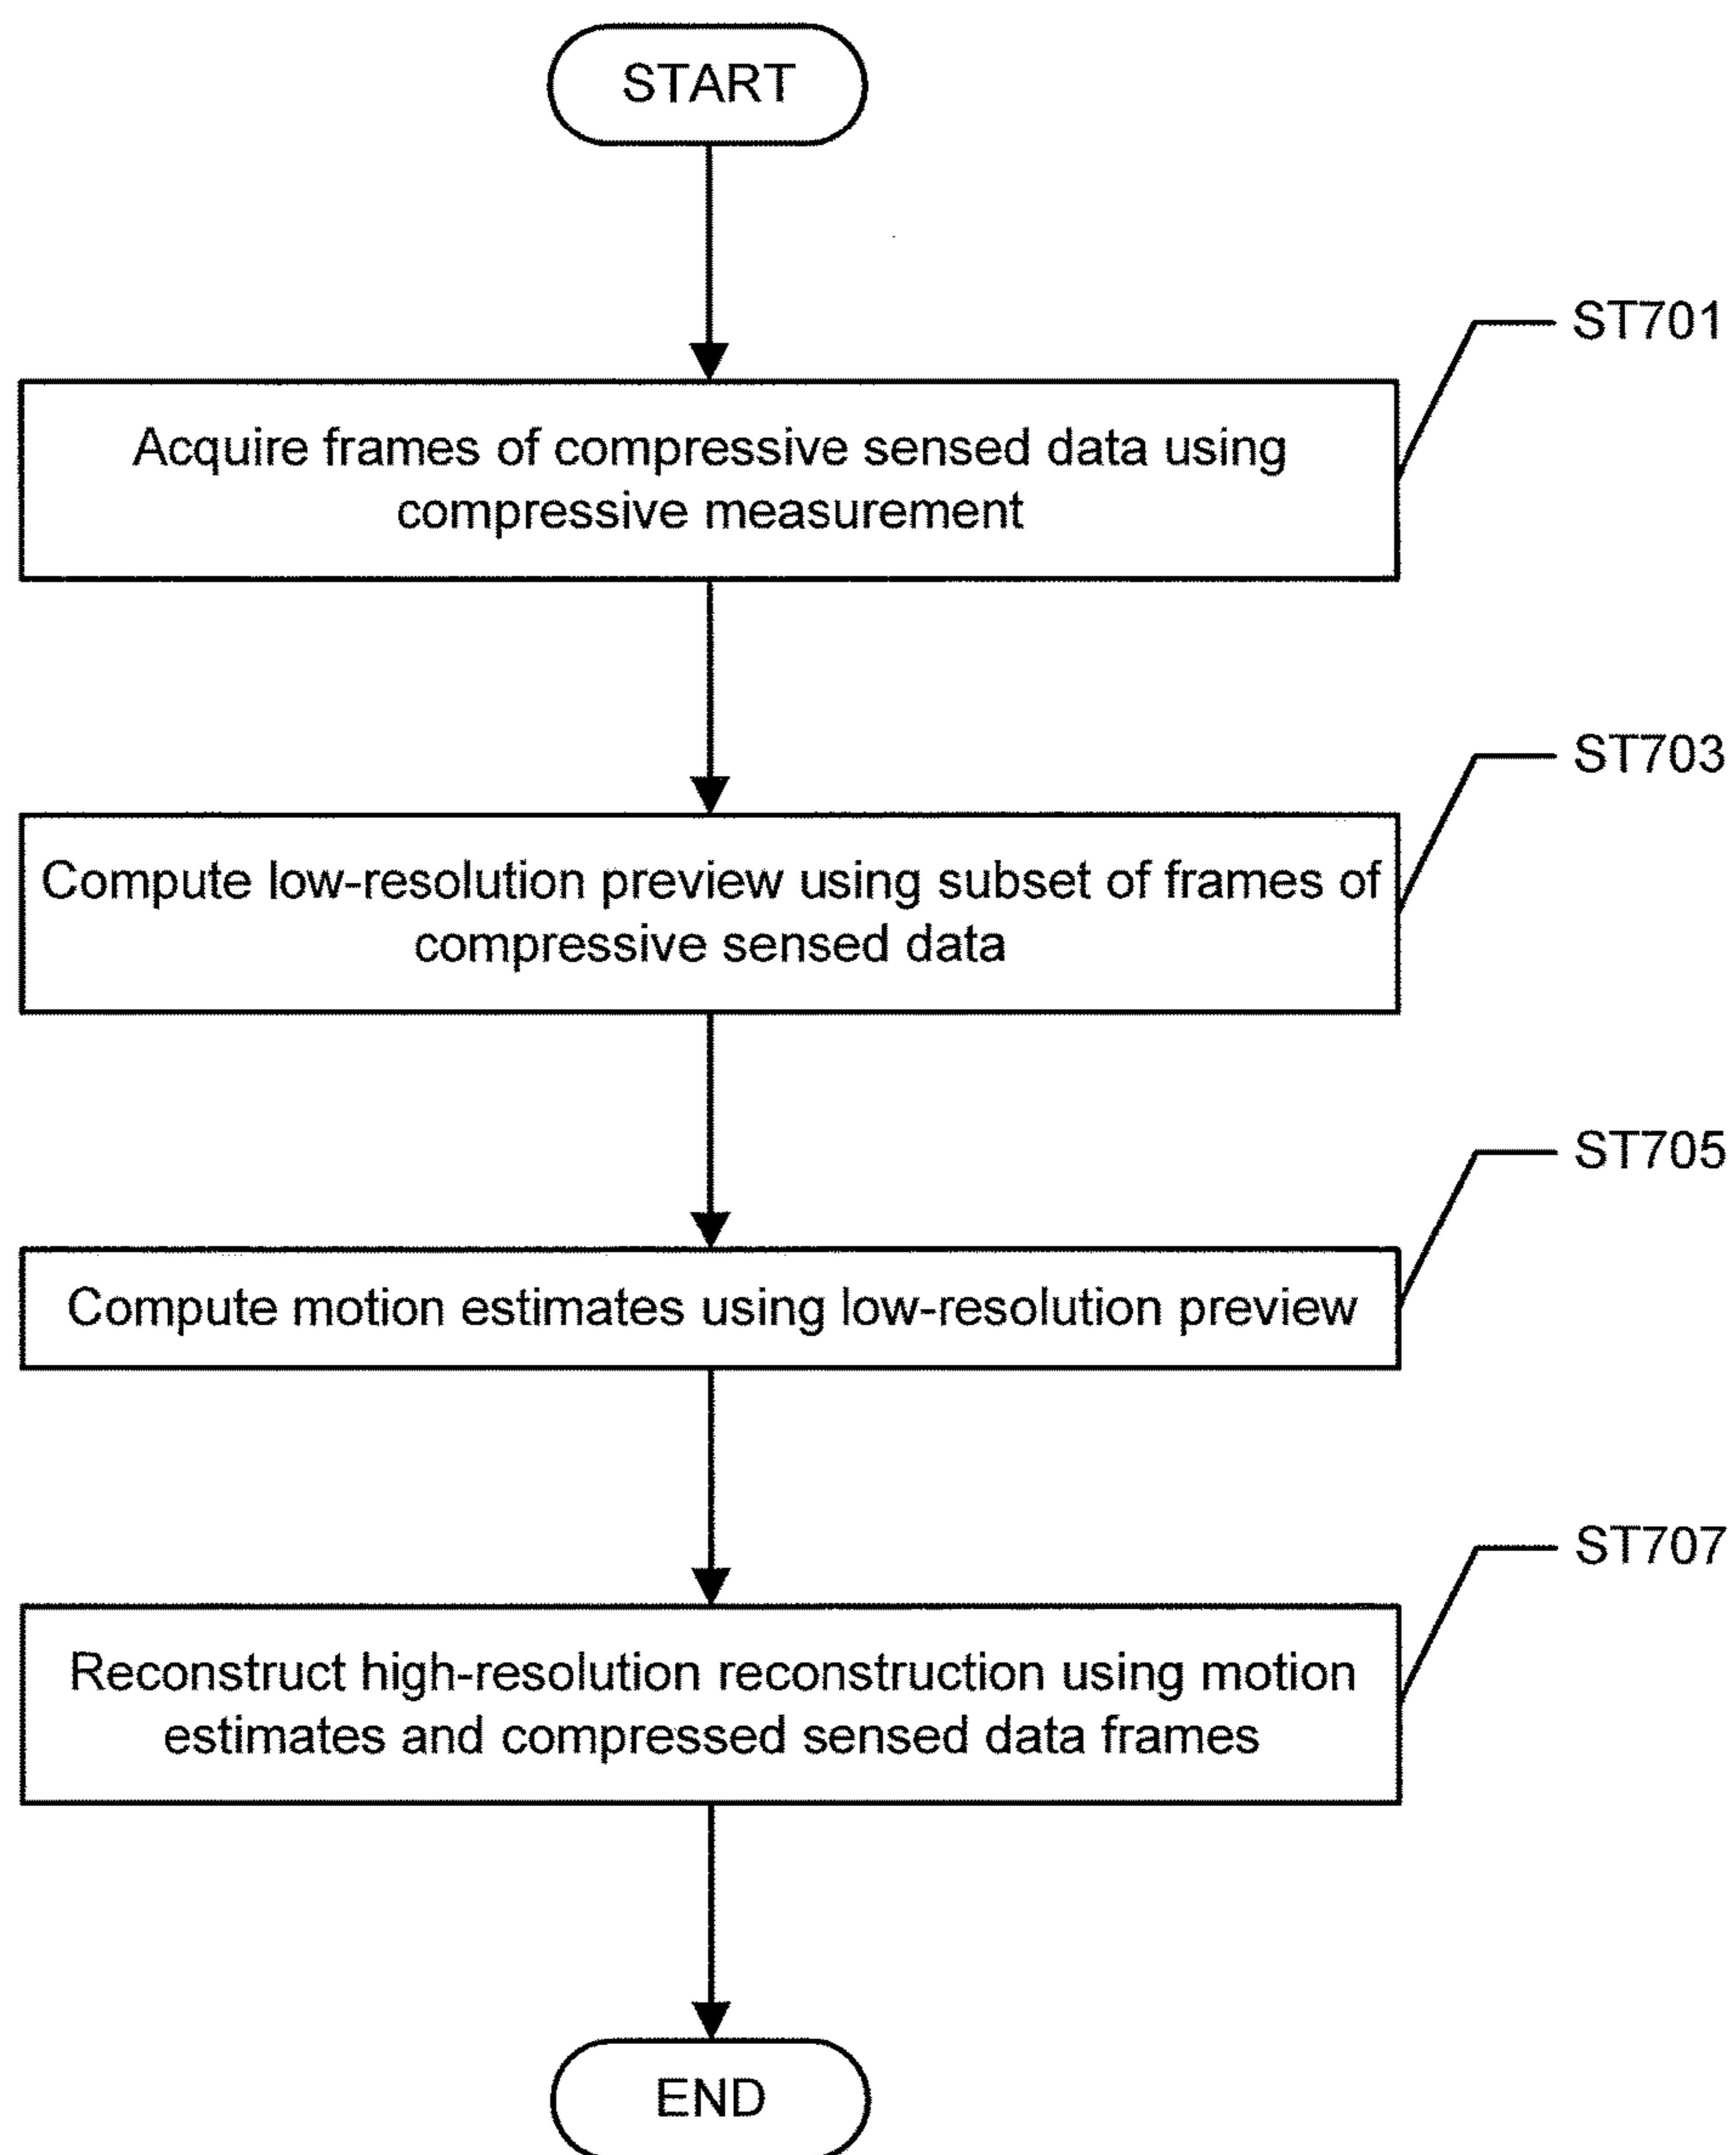 START
ST701
Acquire frames of compressive sensed data using
compressive measurement
ST703
Compute low-resolution preview using subset of frames of
compressive sensed data
ST705
Compute motion estimates using low-resolution preview
ST707
Reconstruct high-resolution reconstruction using motion
estimates and compressed sensed data frames
END